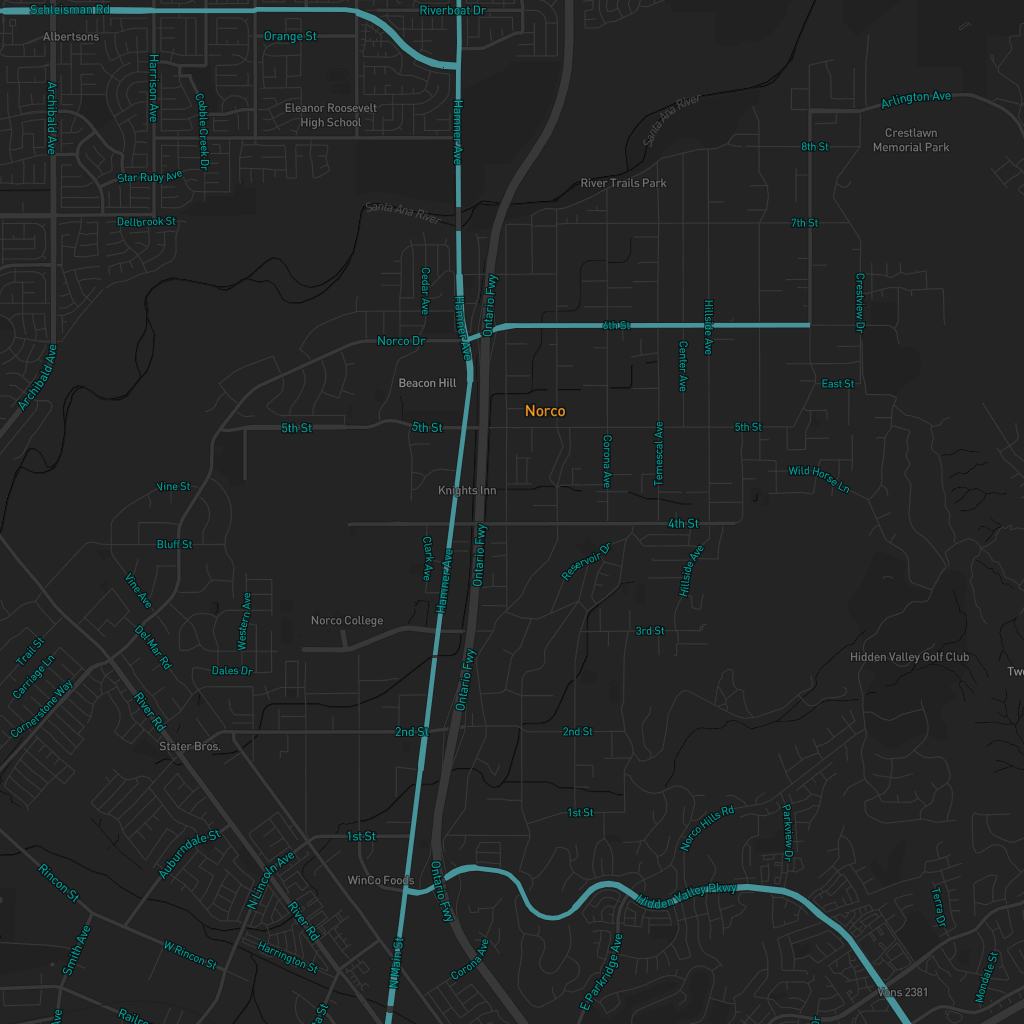 Schleisman Rd
Riverboat Dr
Albertsons
Orange St
Harrison Ave
Archibald Ave
Cobble Creek Dr
Eleanor Roosevelt
High School
Hamner Ave
Santa Ana River
Arlington Ave
Crestlawn
Memorial Park
8th St
Star Ruby Ave
River Trails Park
Santa Ana River
Dellbrook St
7th St
Cedar Ave
Ontario Fwy
Crestview Dr
Hamner Ave
6th St
Hillside Ave
Norco Dr
Center Ave
Archibald Ave
Beacon Hill
East St
Norco
5th St
5th St
5th St
Corona Ave
Temescal Ave
Wild Horse Ln
Vine St
Knights Inn
4th St
Bluff St
Clark Ave
Ontario Fwy
Hamner Ave
Reservoir Dr
Hillside Ave
Vine Ave
Western Ave
Norco College
3rd St
Trail St
Del Mar Rd
Carriage Ln
Hidden Valley Golf Club
Twe
Dales Dr
Ontario Fwy
Cornerstone Way
River Rd
2nd St
2nd St
Stater Bros.
1st St
Norco Hills Rd
Parkview Dr
1st St
Auburndale St
N Lincoln Ave
WinCo Foods
Ontario Fwy
Rincon St
Hidden Valley Pkwy
Terra Dr
River Rd
Smith Ave
W Rincon St
Harrington St
N Main St
Corona Ave
E Parkridge Ave
Mondale St
Vons 2381
Ave
Railro
a St
Dr